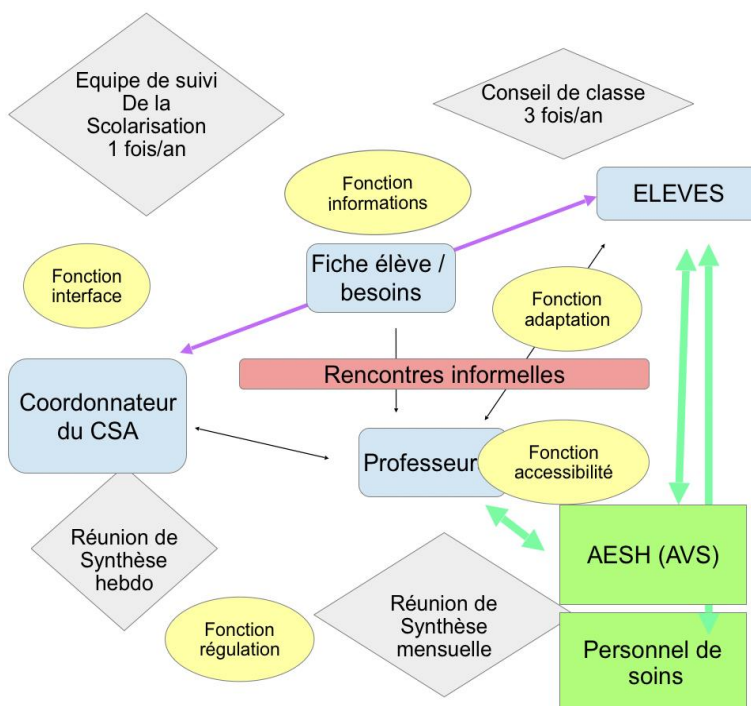 Equipe de suivi
De la
Scolarisation
1 fois/an
Conseil de classe
3 fois/an
Fonction
informations
ELEVES
Fonction
interface
Fiche élève /
besoins
Fonction
adaptation
Rencontres informelles
Coordonnateur
du CSA
Professeur
Fonction
accessibilité
Réunion de
Synthèse
hebdo
AESH (AVS)
Réunion de
Synthèse
mensuelle
Fonction
régulation
Personnel de
soins